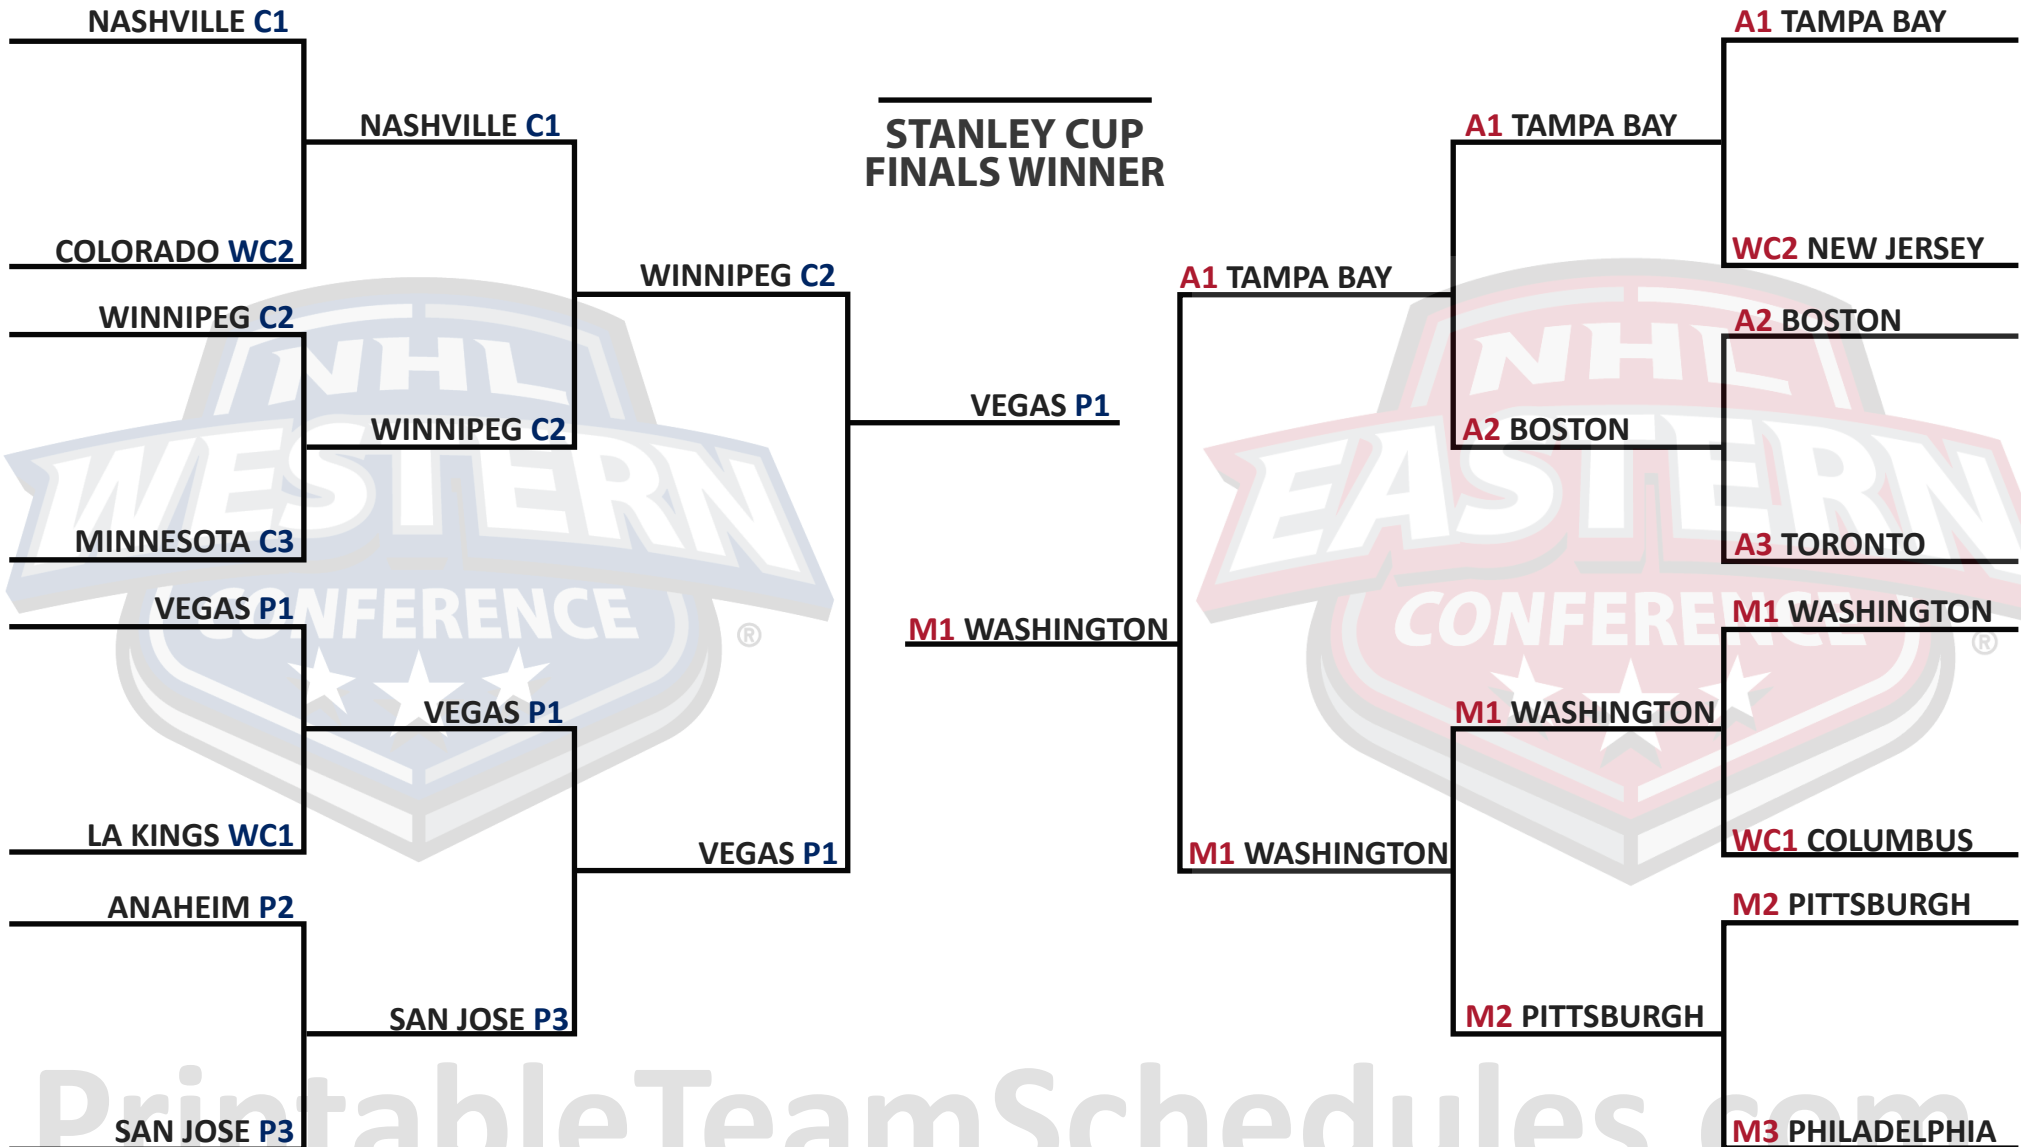 NASHVILLE C1
A1 TAMPA BAY
NASHVILLE C1
STANLEY CUP
FINALS WINNER
A1 TAMPA BAY
COLORADO WC2
WC2 NEW JERSEY
WINNIPEG C2
A1 TAMPA BAY
WINNIPEG C2
A2 BOSTON
NHL
NHL
VEGAS P1
WINNIPEG C2
A2 BOSTON
WESTERN
EASTERN
MINNESOTA C3
A3 TORONTO
CONFERENCE ®
CONFERENCE ®
VEGAS P1
M1 WASHINGTON
M1 WASHINGTON
VEGAS P1
M1 WASHINGTON
LA KINGS WC1
WC1 COLUMBUS
VEGAS P1
M1 WASHINGTON
ANAHEIM P2
M2 PITTSBURGH
SAN JOSE P3
M2 PITTSBURGH
PrintableTeamSchedules.com
SAN JOSE P3
M3 PHILADELPHIA